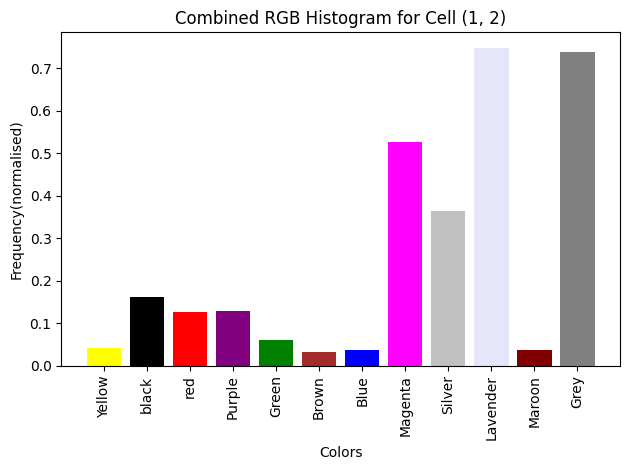 Combined RGB Histogram for Cell (1, 2)
Frequency(normalised)
0.7
0.6
0.5
0.4
0.3
0.2
0.1
0.0
Yellow
black
red
Purple
Green
Brown
Blue
Magenta
Silver
Lavender
Maroon
Grey
Colors